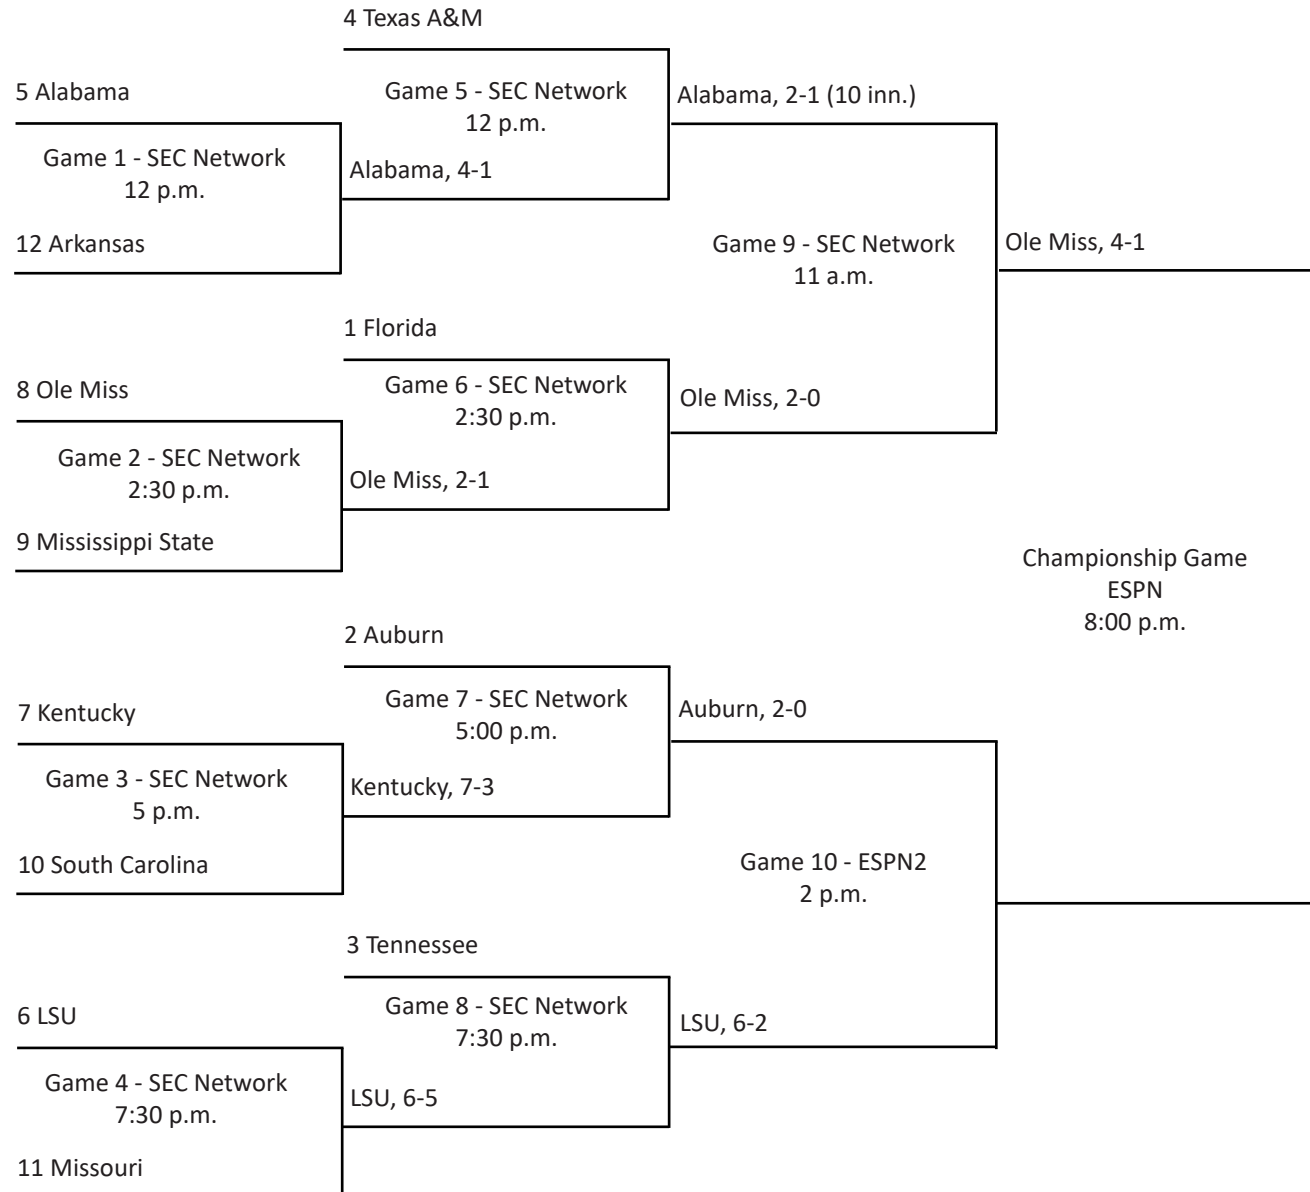 4 Texas A&M
5 Alabama
Game 5 - SEC Network
12 p.m.
Alabama, 2-1 (10 inn.)
Game 1 - SEC Network
12 p.m.
Alabama, 4-1
12 Arkansas
Game 9 - SEC Network
11 a.m.
Ole Miss, 4-1
1 Florida
8 Ole Miss
Game 6 - SEC Network
2:30 p.m.
Ole Miss, 2-0
Game 2 - SEC Network
2:30 p.m.
Ole Miss, 2-1
9 Mississippi State
Championship Game
ESPN
8:00 p.m.
2 Auburn
7 Kentucky
Game 7 - SEC Network
5:00 p.m.
Auburn, 2-0
Game 3 - SEC Network
5 p.m.
Kentucky, 7-3
10 South Carolina
Game 10 - ESPN2
2 p.m.
3 Tennessee
6 LSU
Game 8 - SEC Network
7:30 p.m.
LSU, 6-2
Game 4 - SEC Network
7:30 p.m.
LSU, 6-5
11 Missouri